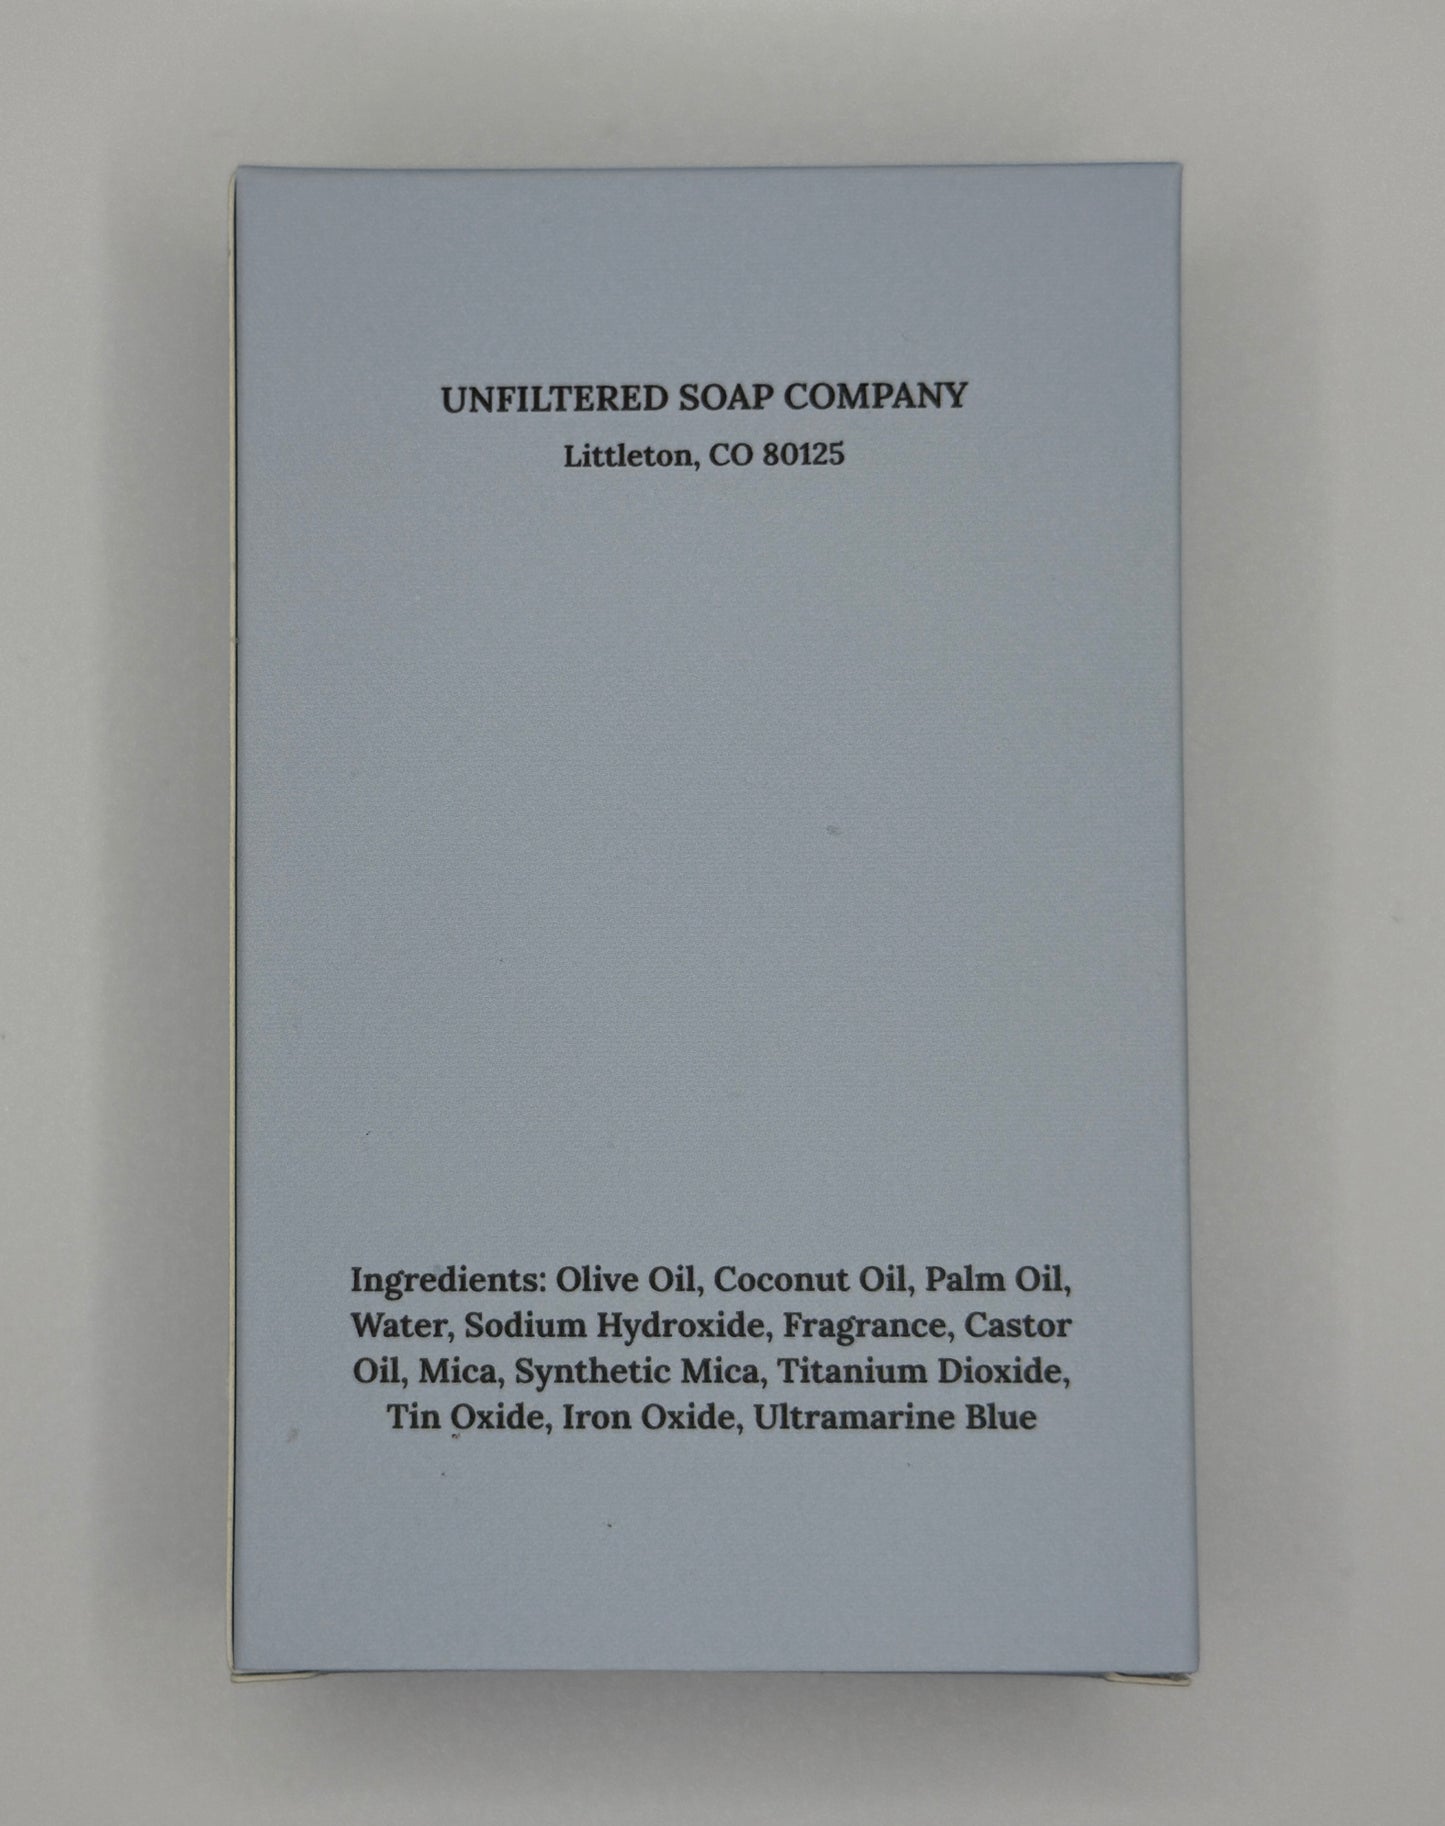 UNFILTERED SOAP COMPANY
Littleton, CO 80125
Ingredients: Olive Oil, Coconut Oil, Palm Oil,
Water, Sodium Hydroxide, Fragrance, Castor
Oil, Mica, Synthetic Mica, Titanium Dioxide,
Tin Oxide, Iron Oxide, Ultramarine Blue